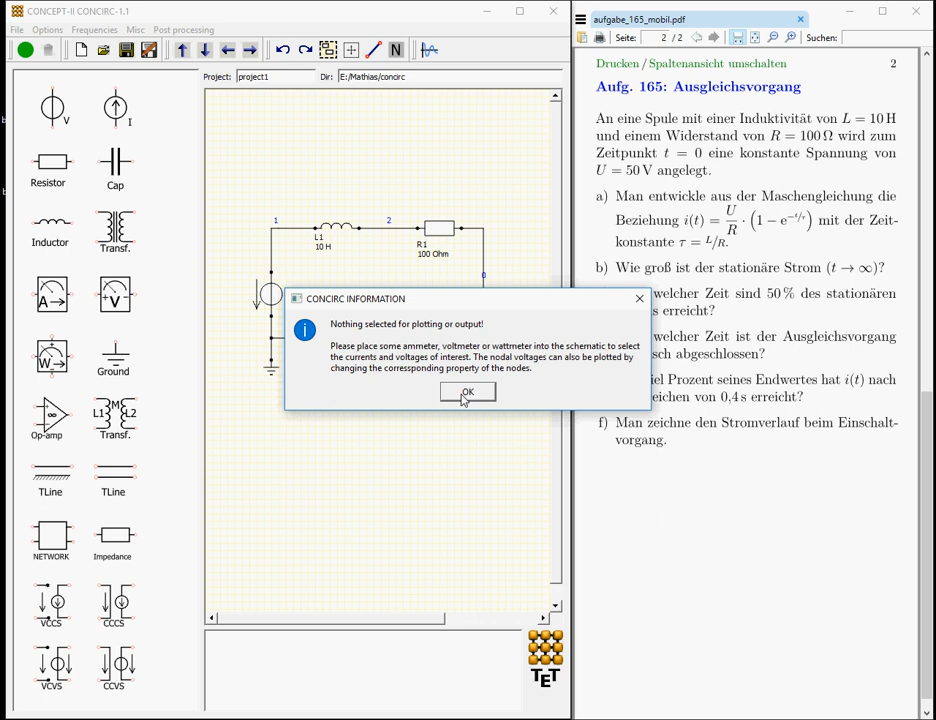 CONCEPT-II CONCIRC-1.1
File Options Frequencies Misc Post processing
N
Project: project1 Dir: E:/Mathias/concirc
V
I
Resistor
Cap
Inductor
Transf.
A
+V
W
Ground
Op-amp
L1 M L2
Transf.
TLine
TLine
NETWORK
Impedance
VCCS
CCCS
VCVS
CCVS
1
2
L1
10 H
R1
100 Ohm
0
TET
CONCIRC INFORMATION
Nothing selected for plotting or output!
Please place some ammeter, voltmeter or wattmeter into the schematic to select
the currents and voltages of interest. The nodal voltages can also be plotted by
changing the corressponding property of the nodes.
OK
aufgabe_165_mobil.pdf
Seite: 2 / 2 Suchen:
Drucken / Spaltenansicht umschalten 2
Aufg. 165: Ausgleichsvorgang
An eine Spule mit einer Induktivität von L = 10 H
und einem Widerstand von R = 100 Ω wird zum
Zeitpunkt t = 0 eine konstante Spannung von
U = 50 V angelegt.
a) Man entwickle aus der Maschengleichung die
Beziehung i(t) = U/R · (1 − e^(−t/τ)) mit der Zeit-
konstante τ = L/R.
b) Wie groß ist der stationäre Strom (t → ∞)?
welcher Zeit sind 50 % des stationären
s erreicht?
welcher Zeit ist der Ausgleichsvorgang
sch abgeschlossen?
iel Prozent seines Endwertes hat i(t) nach
eichen von 0,4 s erreicht?
f) Man zeichne den Stromverlauf beim Einschalt-
vorgang.